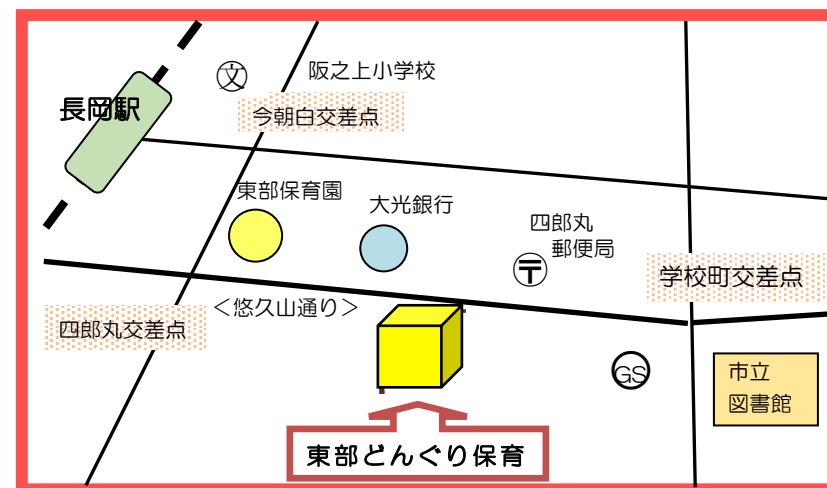 文
阪之上小学校
長岡駅
今朝白交差点
東部保育園
大光銀行
四郎丸
郵便局
〒
学校町交差点
<悠久山通り>
四郎丸交差点
GS
市立
図書館
東部どんぐり保育